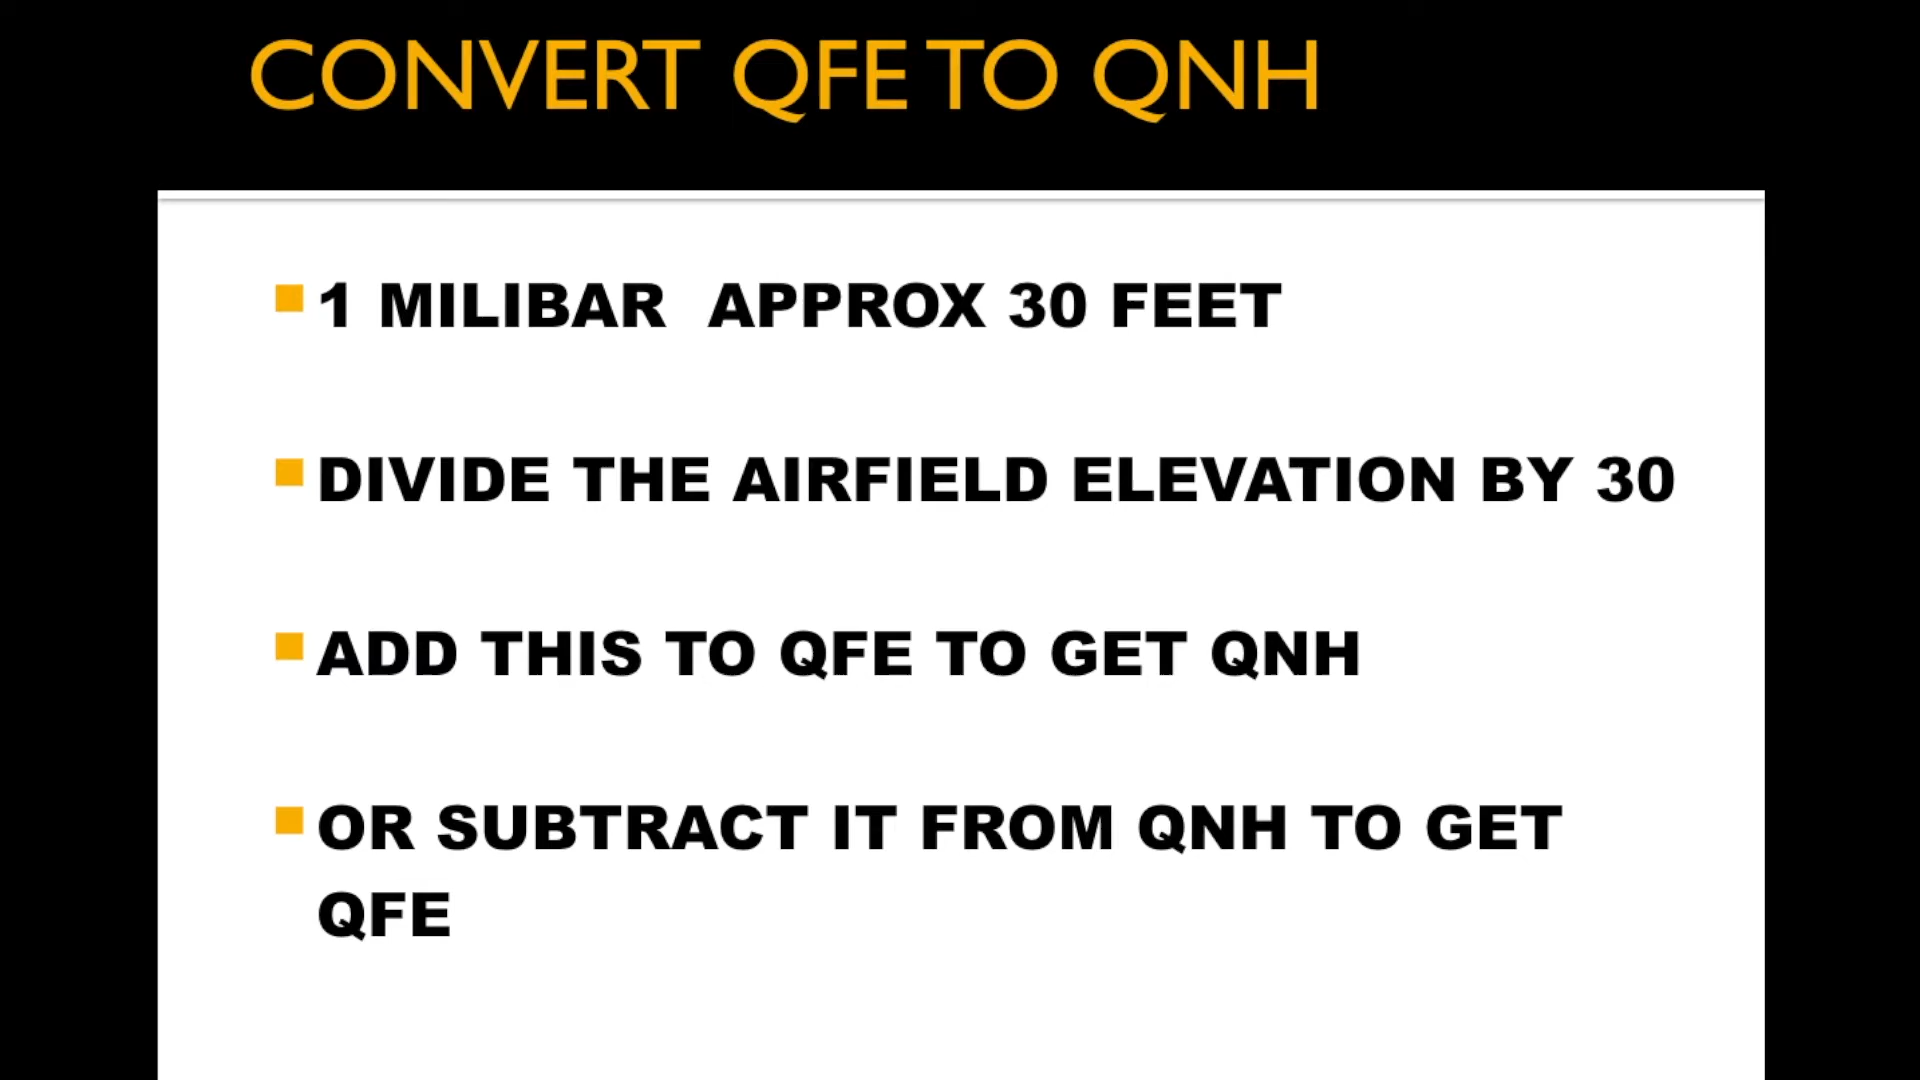 CONVERT QFE TO QNH
1 MILIBAR APPROX 30 FEET
DIVIDE THE AIRFIELD ELEVATION BY 30
ADD THIS TO QFE TO GET QNH
OR SUBTRACT IT FROM QNH TO GET
QFE